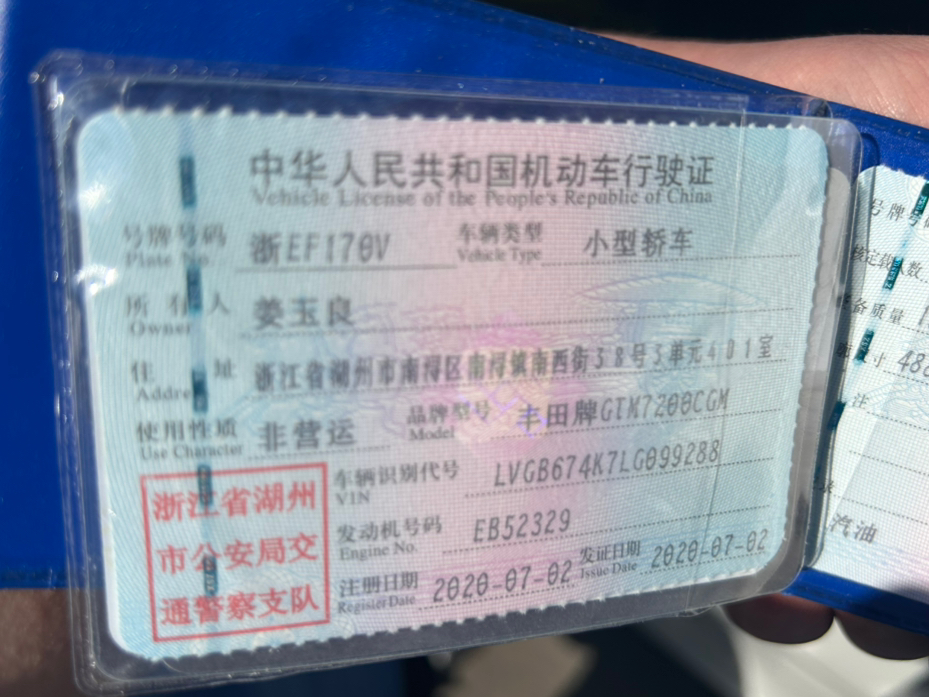 中华人民共和国机动车行驶证
Vehicle License of the People's Republic of China
号牌号码 浙EF170V 车辆类型 小型轿车
Plate No. Vehicle Type
所有人 姜玉良
Owner
住址 浙江省湖州市南浔区南浔镇南西街38号3单元401室
Address
使用性质 非营运 品牌型号 丰田牌GTM7200CGM
Use Character Model
车辆识别代号 LVGB674K7LG099288
VIN
发动机号码 EB52329
Engine No.
注册日期 2020-07-02 发证日期 2020-07-02
Register Date Issue Date
浙江省湖州
市公安局交
通警察支队
号牌号码
核定载人数
备质量
寸 48
注
汽油